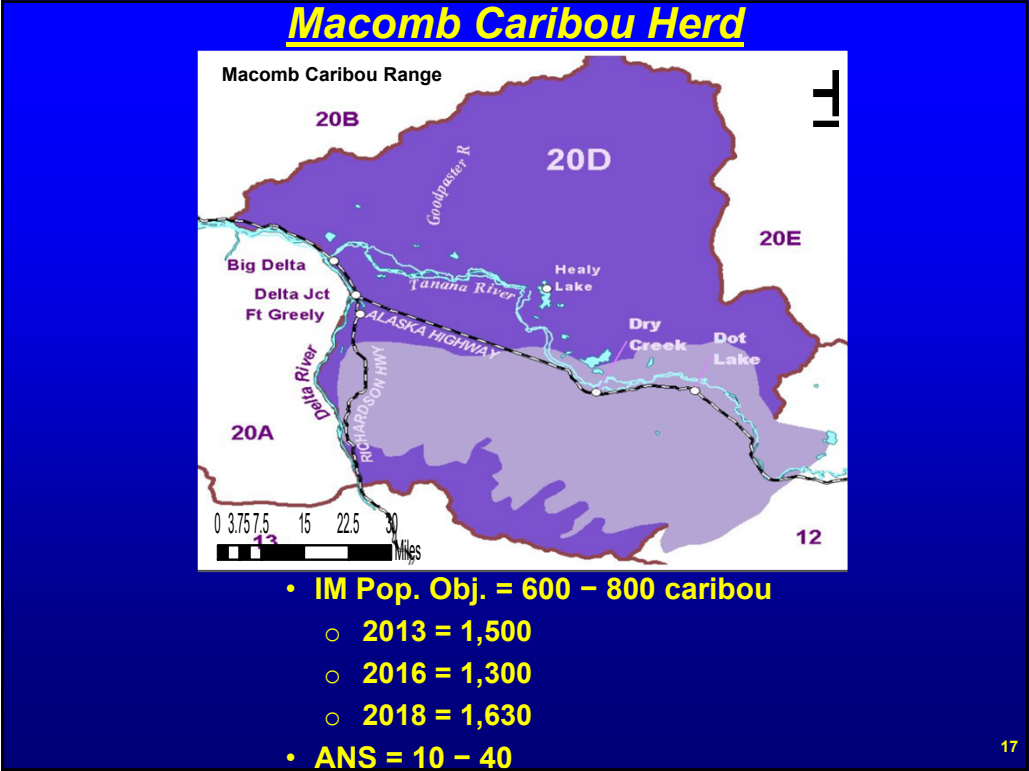 Macomb Caribou Herd
Macomb Caribou Range
20B
20D
Goodpaster R
20E
Big Delta
Healy
Lake
Tanana River
Delta Jct
Ft Greely
ALASKA HIGHWAY
Dry
Creek
Dot
Lake
Delta River
RICHARDSON HWY
20A
0 3.75 7.5 15 22.5 30
Miles
13
12
• IM Pop. Obj. = 600 − 800 caribou
○ 2013 = 1,500
○ 2016 = 1,300
○ 2018 = 1,630
• ANS = 10 − 40
17